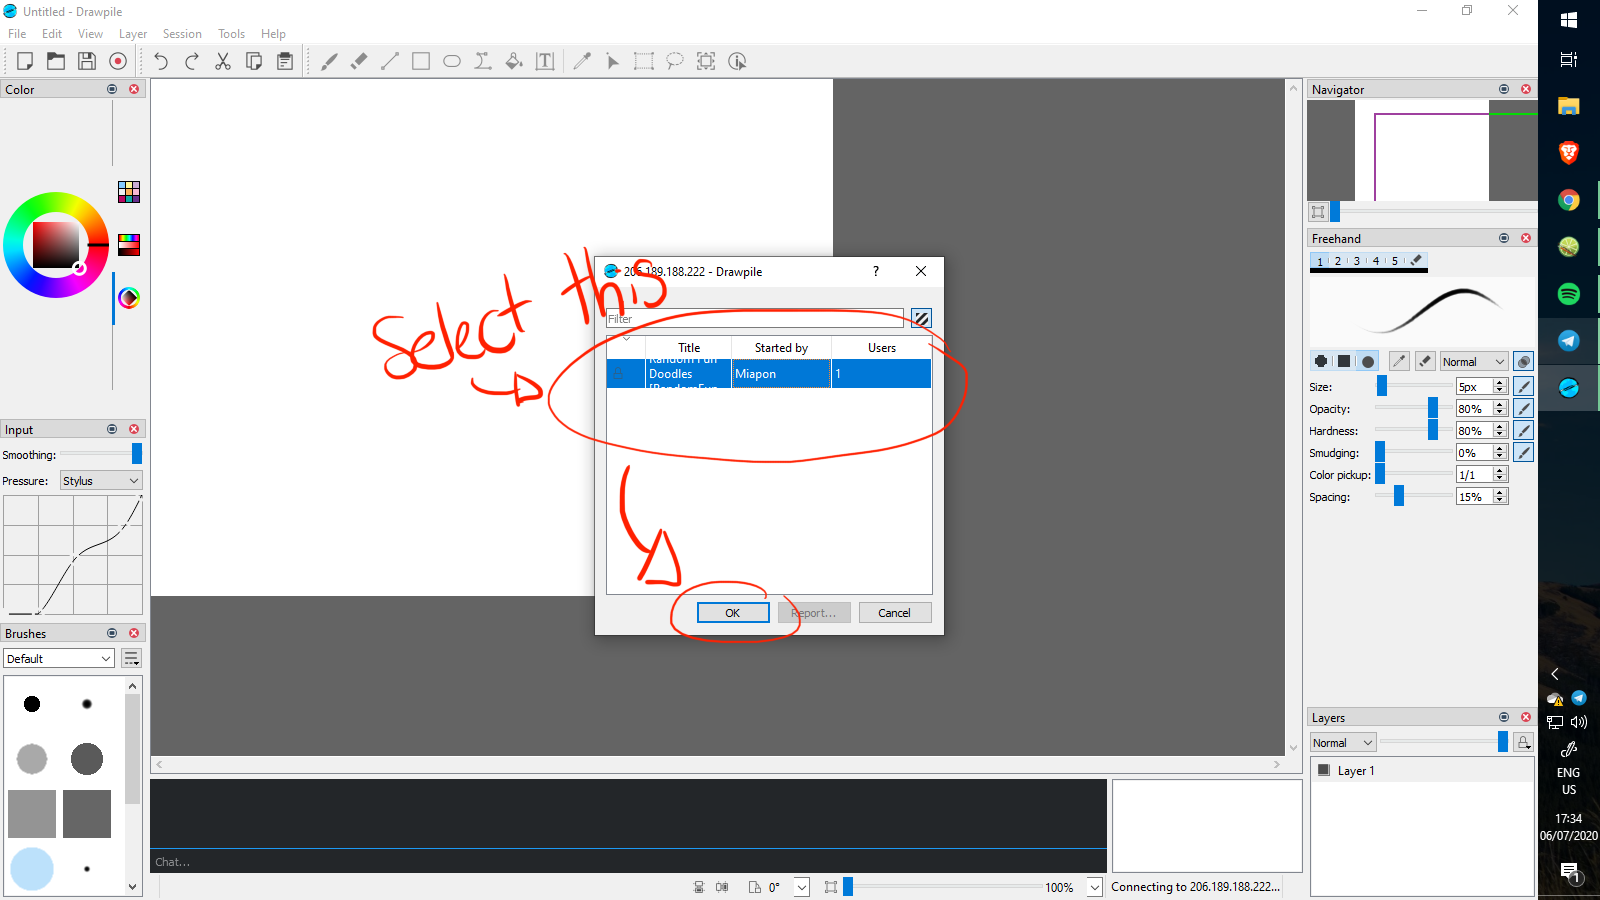 Untitled - Drawpile
File Edit View Layer Session Tools Help
Color
Input
Smoothing:
Pressure: Stylus
Brushes
Default
select this
206.189.188.222 - Drawpile
?
Filter
Title Started by Users
Random Fun
Doodles Miapon 1
[RandomFun
OK Report... Cancel
Chat...
0° 100% Connecting to 206.189.188.222...
Navigator
Freehand
1 2 3 4 5
Normal
Size: 5px
Opacity: 80%
Hardness: 80%
Smudging: 0%
Color pickup: 1/1
Spacing: 15%
Layers
Normal
Layer 1
ENG
US
17:34
06/07/2020
1